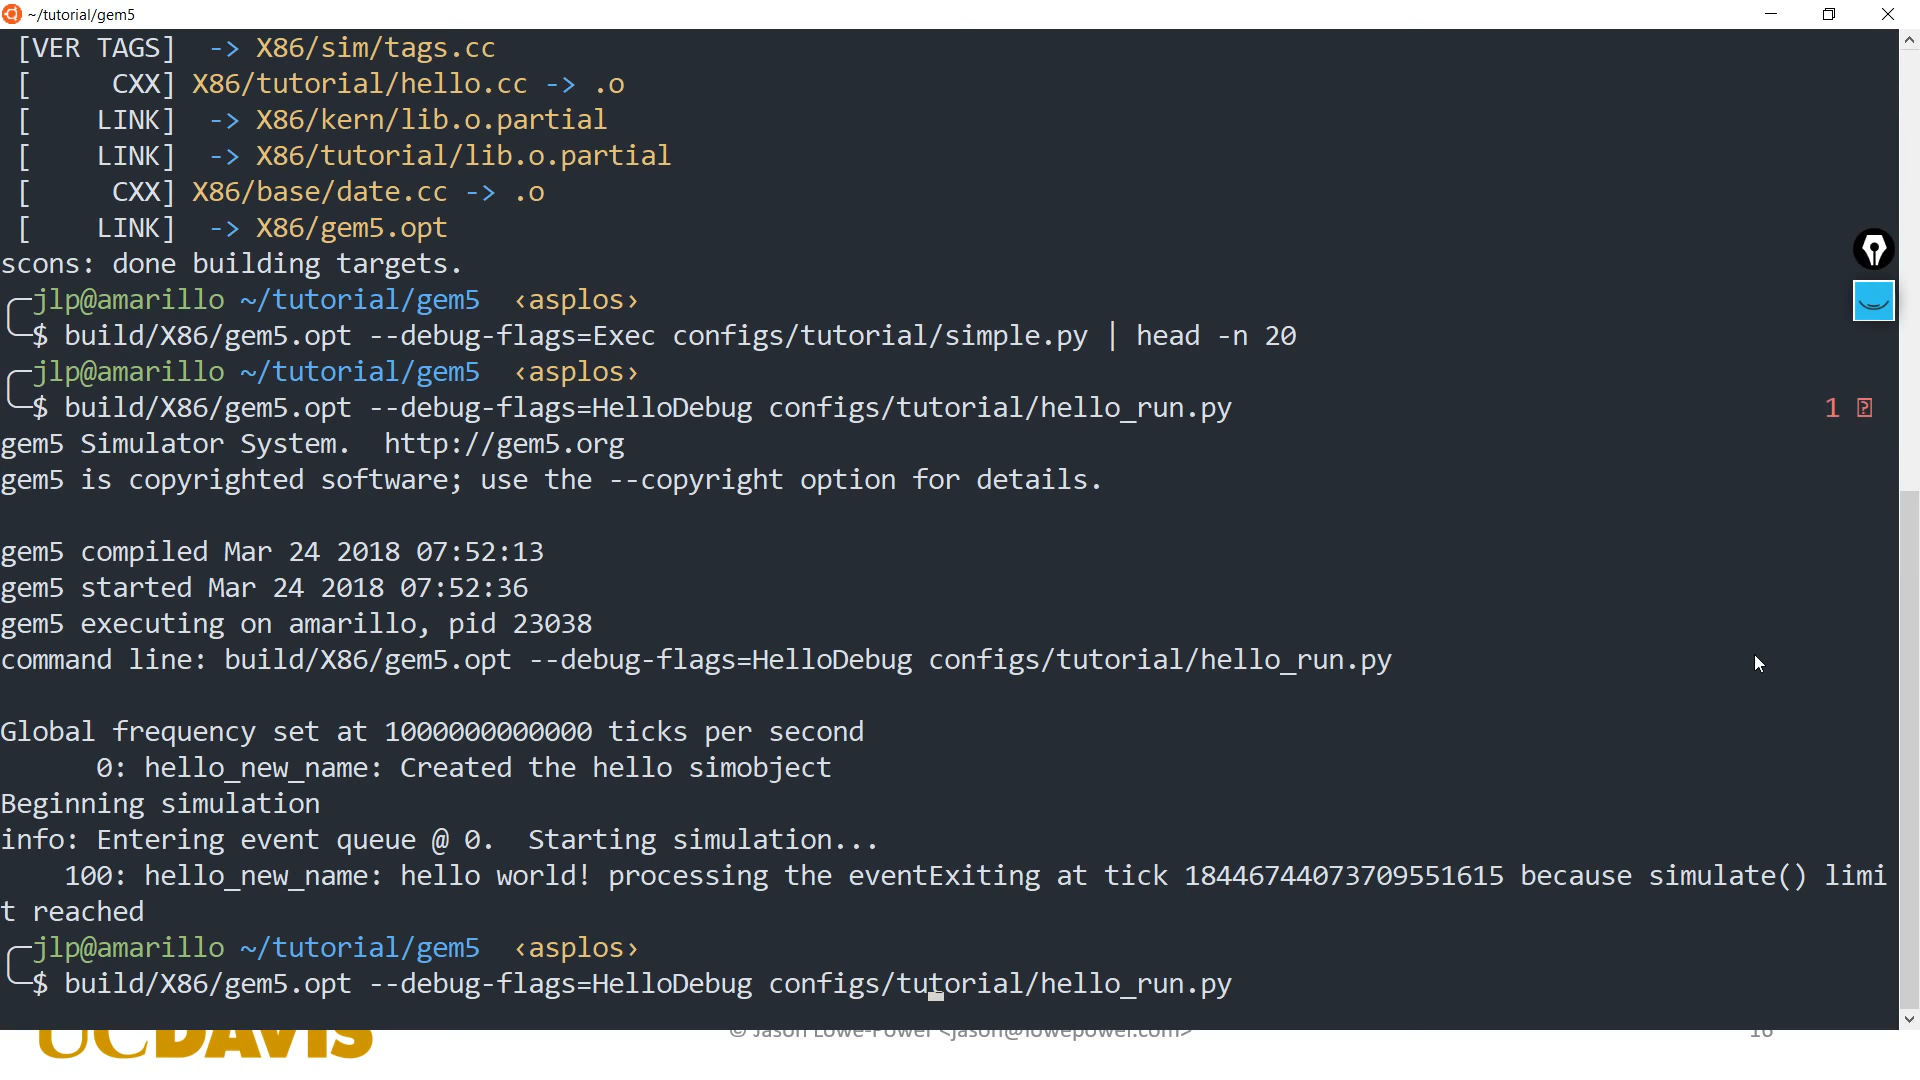 ~/tutorial/gem5
[VER TAGS]  -> X86/sim/tags.cc
[     CXX] X86/tutorial/hello.cc -> .o
[    LINK]  -> X86/kern/lib.o.partial
[    LINK]  -> X86/tutorial/lib.o.partial
[     CXX] X86/base/date.cc -> .o
[    LINK]  -> X86/gem5.opt
scons: done building targets.
╭─jlp@amarillo ~/tutorial/gem5  ‹asplos›
╰─$ build/X86/gem5.opt --debug-flags=Exec configs/tutorial/simple.py | head -n 20
╭─jlp@amarillo ~/tutorial/gem5  ‹asplos›
╰─$ build/X86/gem5.opt --debug-flags=HelloDebug configs/tutorial/hello_run.py 1
gem5 Simulator System.  http://gem5.org
gem5 is copyrighted software; use the --copyright option for details.
gem5 compiled Mar 24 2018 07:52:13
gem5 started Mar 24 2018 07:52:36
gem5 executing on amarillo, pid 23038
command line: build/X86/gem5.opt --debug-flags=HelloDebug configs/tutorial/hello_run.py
Global frequency set at 1000000000000 ticks per second
      0: hello_new_name: Created the hello simobject
Beginning simulation
info: Entering event queue @ 0.  Starting simulation...
    100: hello_new_name: hello world! processing the eventExiting at tick 18446744073709551615 because simulate() limi
t reached
╭─jlp@amarillo ~/tutorial/gem5  ‹asplos›
╰─$ build/X86/gem5.opt --debug-flags=HelloDebug configs/tutorial/hello_run.py
UCDAVIS
© Jason Lowe-Power <jason@lowepower.com>
16